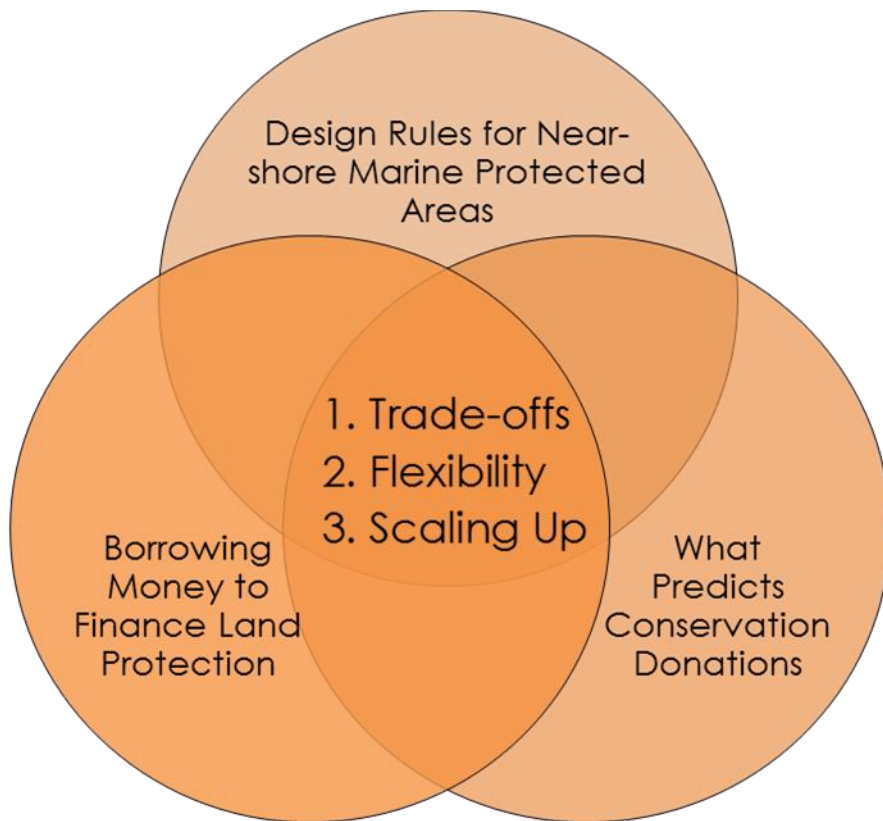 Design Rules for Near-
shore Marine Protected
Areas
1. Trade-offs
2. Flexibility
3. Scaling Up
Borrowing
Money to
Finance Land
Protection
What
Predicts
Conservation
Donations